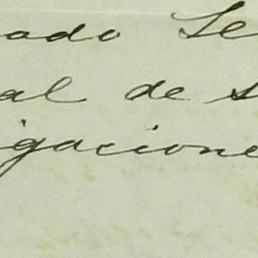 ado Se
al de s
igacione